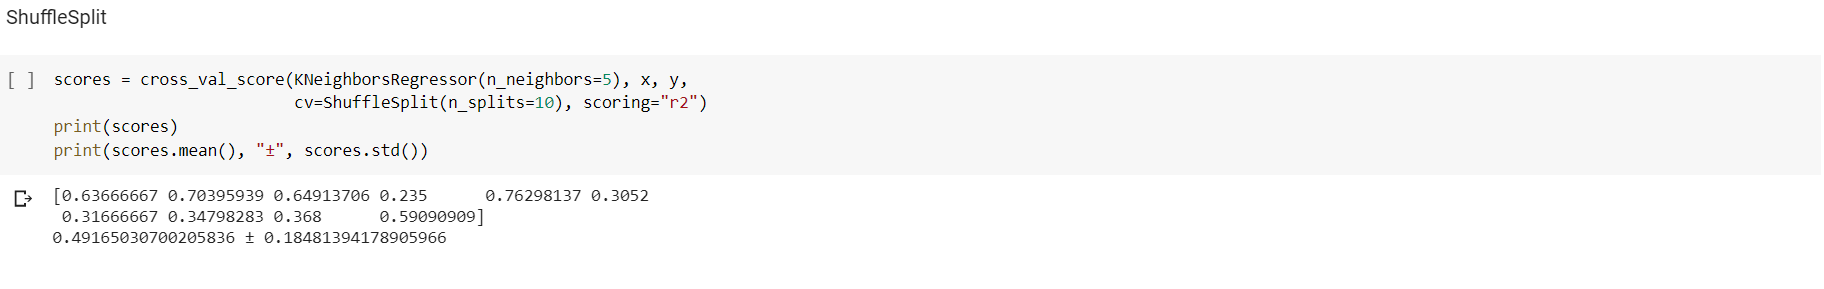 ShuffleSplit
[ ] scores = cross_val_score(KNeighborsRegressor(n_neighbors=5), x, y,
cv=ShuffleSplit(n_splits=10), scoring="r2")
print(scores)
print(scores.mean(), "±", scores.std())
[0.63666667 0.70395939 0.64913706 0.235      0.76298137 0.3052
0.31666667 0.34798283 0.368      0.59090909]
0.49165030700205836 ± 0.18481394178905966